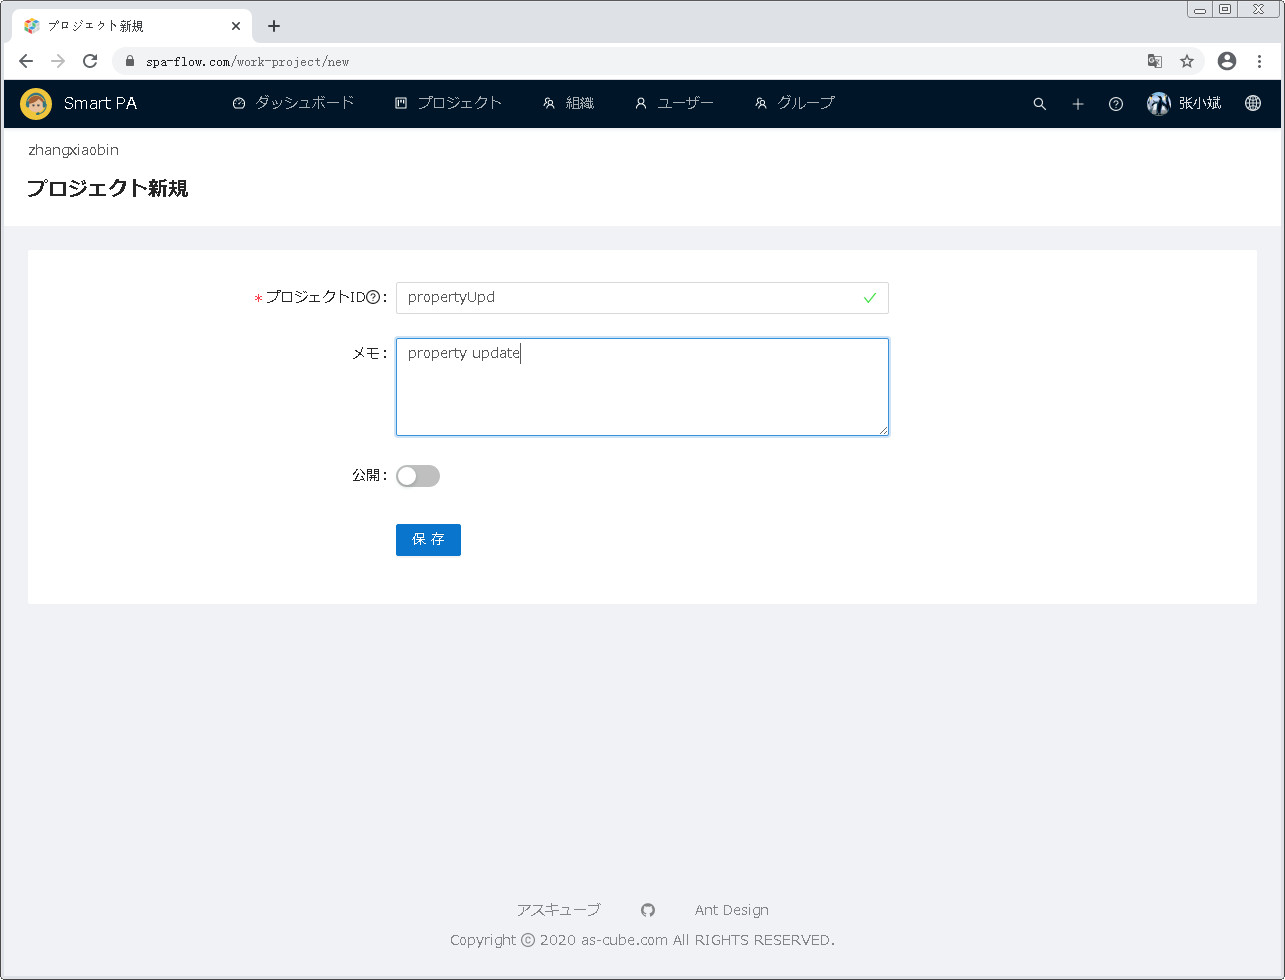 プロジェクト新規
spa-flow.com/work-project/new
Smart PA ダッシュボード プロジェクト 組織 ユーザー グループ 张小斌
zhangxiaobin
プロジェクト新規
* プロジェクトID : propertyUpd
メモ : property update
公開 :
保 存
アスキューブ Ant Design
Copyright © 2020 as-cube.com All RIGHTS RESERVED.